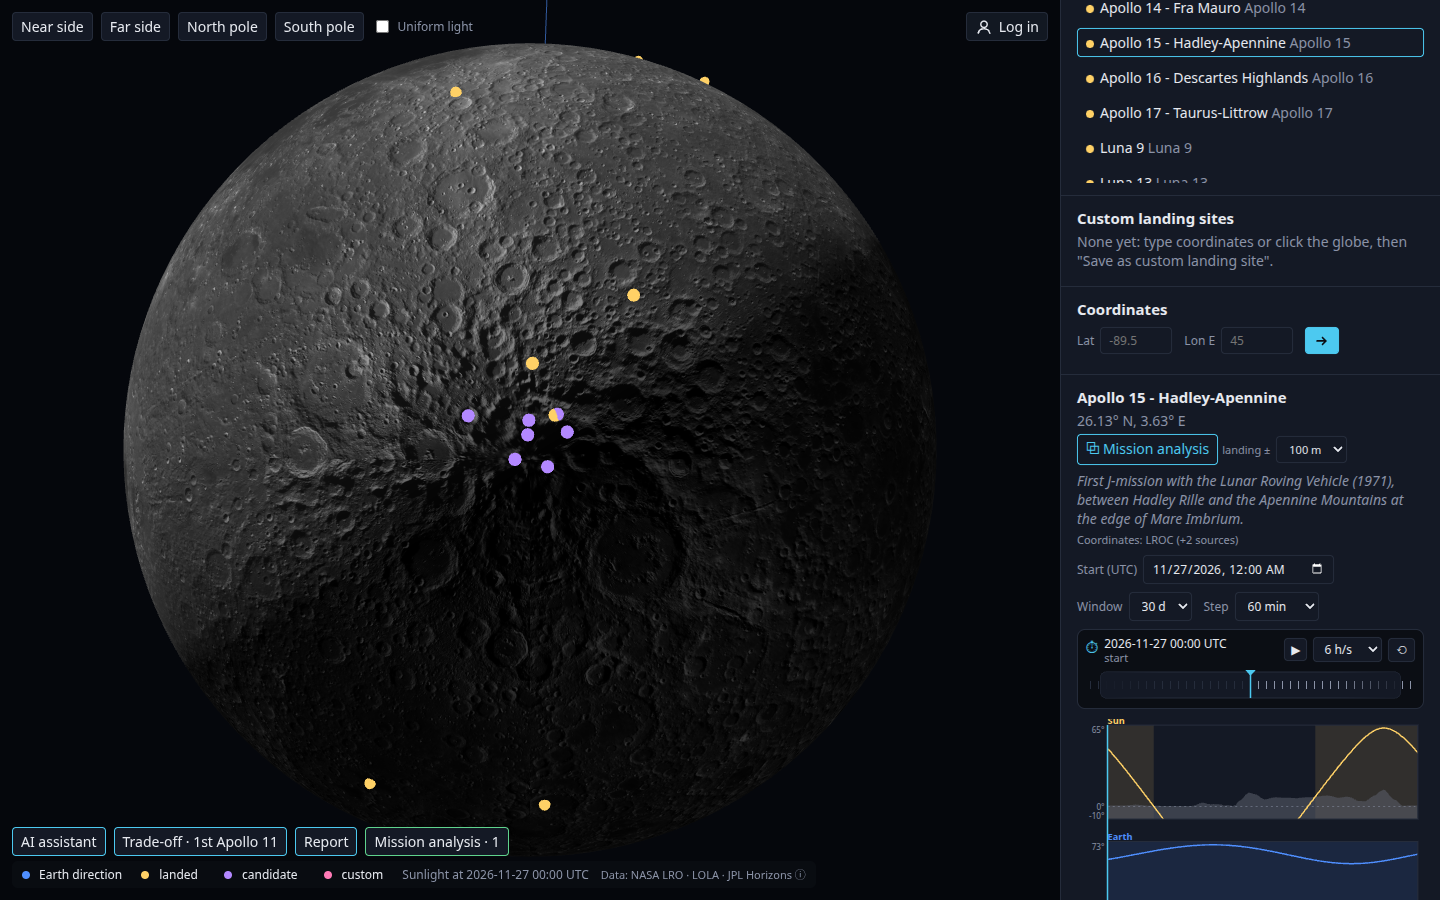 Near side Far side North pole South pole Uniform light Log in
Apollo 14 - Fra Mauro Apollo 14
Apollo 15 - Hadley-Apennine Apollo 15
Apollo 16 - Descartes Highlands Apollo 16
Apollo 17 - Taurus-Littrow Apollo 17
Luna 9 Luna 9
Luna 13 Luna 13
Custom landing sites
None yet: type coordinates or click the globe, then
"Save as custom landing site".
Coordinates
Lat -89.5 Lon E 45 →
Apollo 15 - Hadley-Apennine
26.13° N, 3.63° E
Mission analysis landing ± 100 m
First J-mission with the Lunar Roving Vehicle (1971),
between Hadley Rille and the Apennine Mountains at
the edge of Mare Imbrium.
Coordinates: LROC (+2 sources)
Start (UTC) 11/27/2026, 12:00 AM
Window 30 d Step 60 min
2026-11-27 00:00 UTC
start
6 h/s
Sun
65°
0°
-10°
Earth
73°
AI assistant Trade-off · 1st Apollo 11 Report Mission analysis · 1
Earth direction landed candidate custom Sunlight at 2026-11-27 00:00 UTC Data: NASA LRO · LOLA · JPL Horizons ⓘ